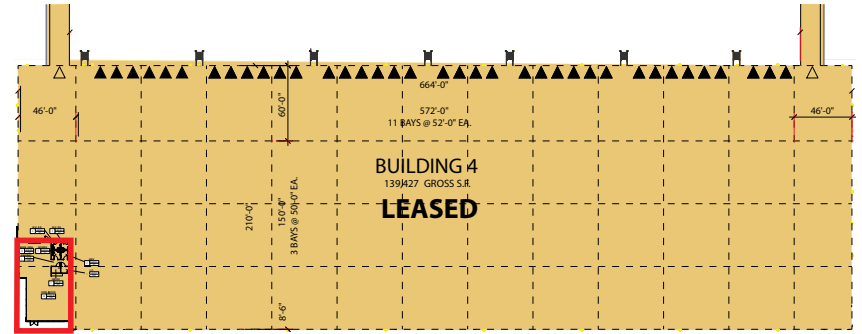 664'-0"
46'-0"
60'-0"
572'-0"
46'-0"
11 BAYS @ 52'-0" EA.
BUILDING 4
139,427 GROSS S.F.
LEASED
210'-0"
150'-0"
3 BAYS @ 50'-0" EA.
8'-6"